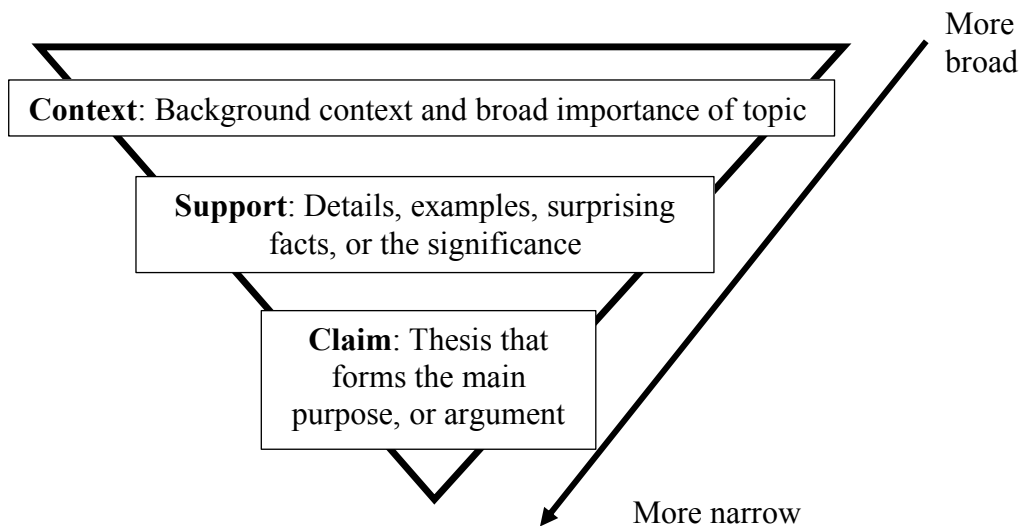 More
broad
Context: Background context and broad importance of topic
Support: Details, examples, surprising
facts, or the significance
Claim: Thesis that
forms the main
purpose, or argument
More narrow